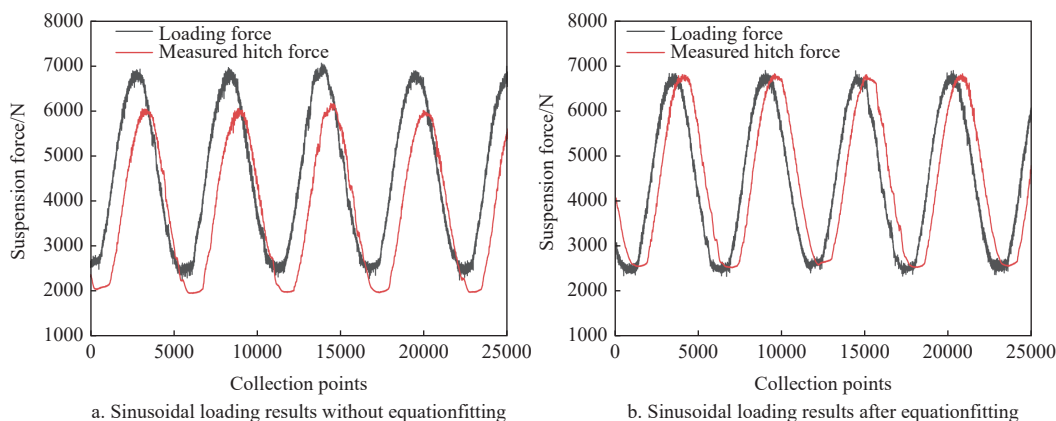 8000
7000
6000
5000
4000
3000
2000
1000
Suspension force/N
Loading force
Measured hitch force
0 5000 10000 15000 20000 25000
Collection points
a. Sinusoidal loading results without equationfitting
8000
7000
6000
5000
4000
3000
2000
1000
Suspension force/N
Loading force
Measured hitch force
0 5000 10000 15000 20000 25000
Collection points
b. Sinusoidal loading results after equationfitting